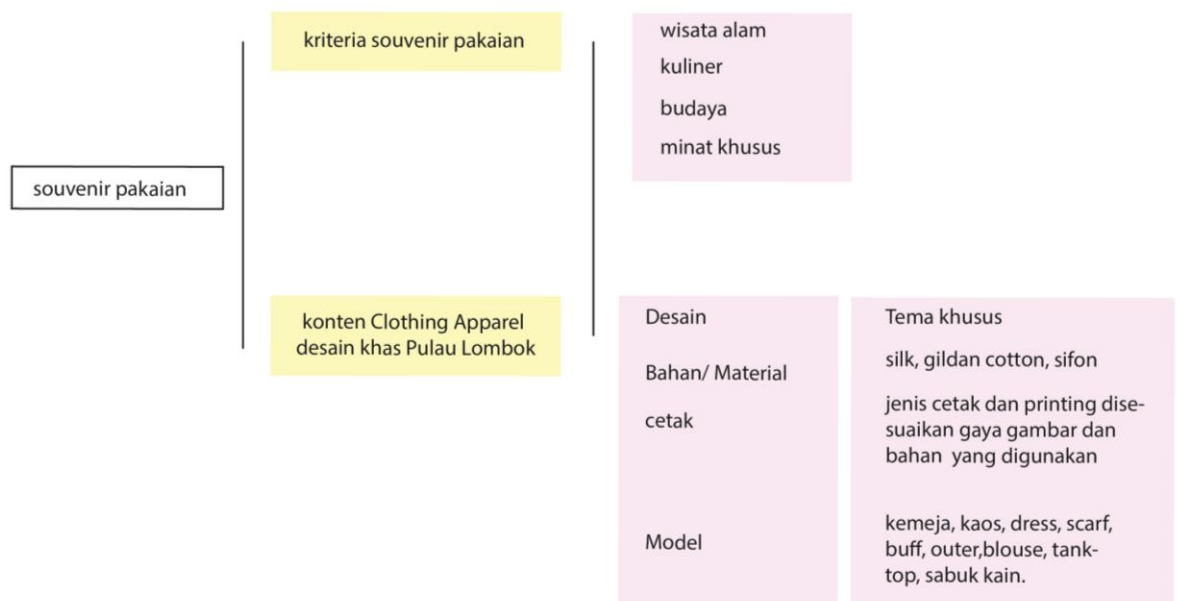 souvenir pakaian
kriteria souvenir pakaian
wisata alam
kuliner
budaya
minat khusus
konten Clothing Apparel
desain khas Pulau Lombok
Desain
Tema khusus
Bahan/ Material
silk, gildan cotton, sifon
cetak
jenis cetak dan printing dise-
suaikan gaya gambar dan
bahan yang digunakan
Model
kemeja, kaos, dress, scarf,
buff, outer,blouse, tank-
top, sabuk kain.